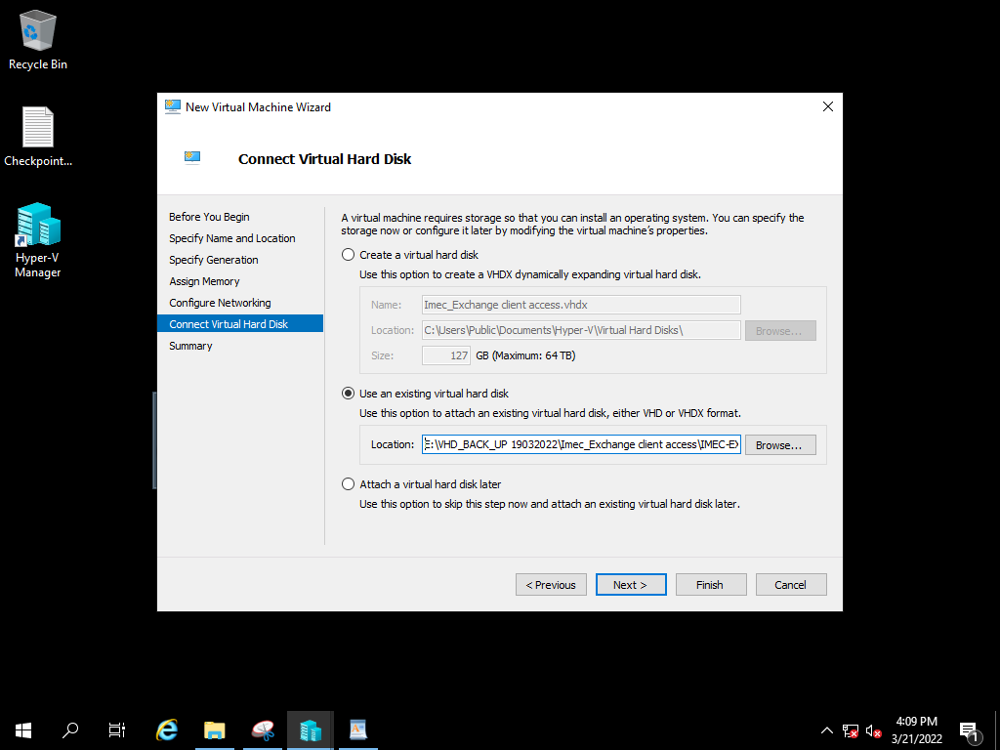 Recycle Bin
Checkpoint...
Hyper-V
Manager
New Virtual Machine Wizard
Connect Virtual Hard Disk
Before You Begin
Specify Name and Location
Specify Generation
Assign Memory
Configure Networking
Connect Virtual Hard Disk
Summary
A virtual machine requires storage so that you can install an operating system. You can specify the
storage now or configure it later by modifying the virtual machine's properties.
Create a virtual hard disk
Use this option to create a VHDX dynamically expanding virtual hard disk.
Name: Imec_Exchange client access.vhdx
Location: C:\Users\Public\Documents\Hyper-V\Virtual Hard Disks\ Browse...
Size: 127 GB (Maximum: 64 TB)
Use an existing virtual hard disk
Use this option to attach an existing virtual hard disk, either VHD or VHDX format.
Location: E:\VHD_BACK_UP 19032022\Imec_Exchange client access\IMEC-EX Browse...
Attach a virtual hard disk later
Use this option to skip this step now and attach an existing virtual hard disk later.
< Previous Next > Finish Cancel
4:09 PM
3/21/2022
1